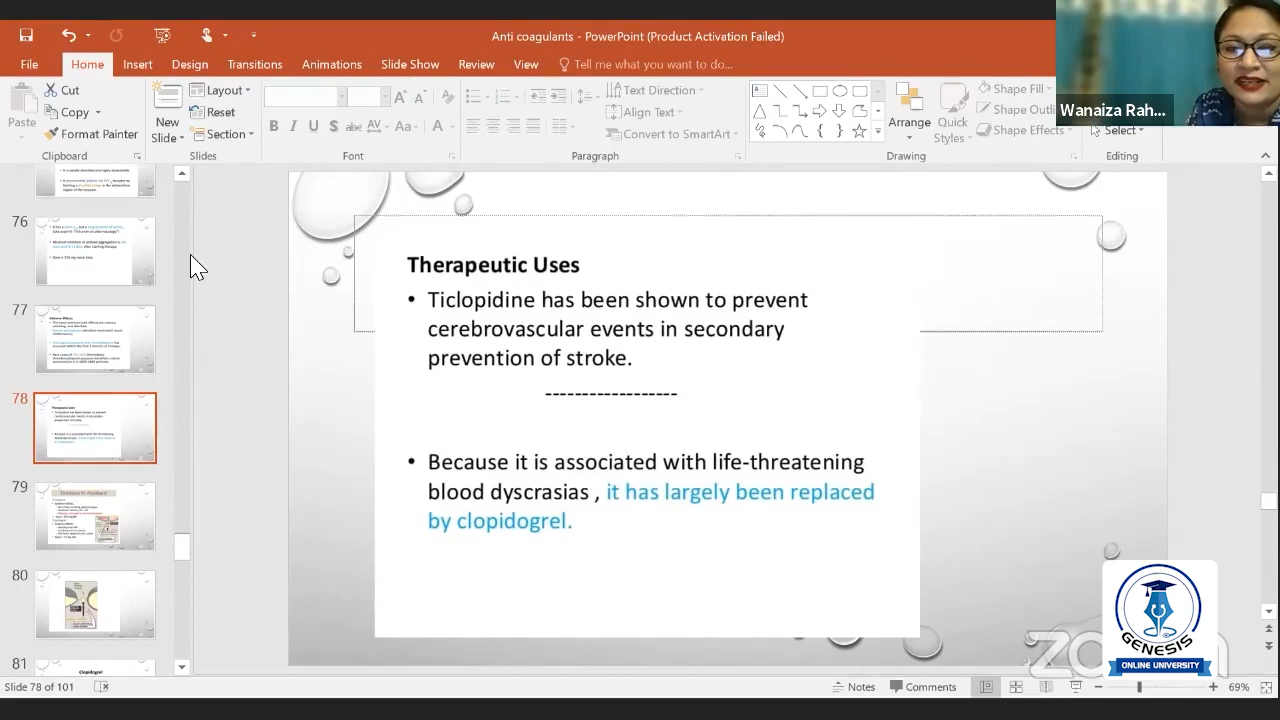 Anti coagulants - PowerPoint (Product Activation Failed)
File Home Insert Design Transitions Animations Slide Show Review View Tell me what you want to do...
Wanaiza Rah...
Paste
Cut
Copy
Format Painter
Clipboard
New Slide
Layout
Reset
Section
Slides
Font
Text Direction
Align Text
Convert to SmartArt
Paragraph
Arrange
Quick Styles
Shape Fill
Shape Outli
Shape Effects
Drawing
Select
Editing
76
77
78
79
80
81
Clopidogrel
Therapeutic Uses
• Ticlopidine has been shown to prevent
cerebrovascular events in secondary
prevention of stroke.
------------------
• Because it is associated with life-threatening
blood dyscrasias , it has largely been replaced
by clopidogrel.
GENESIS
ONLINE UNIVERSITY
Slide 78 of 101
Notes
Comments
69%